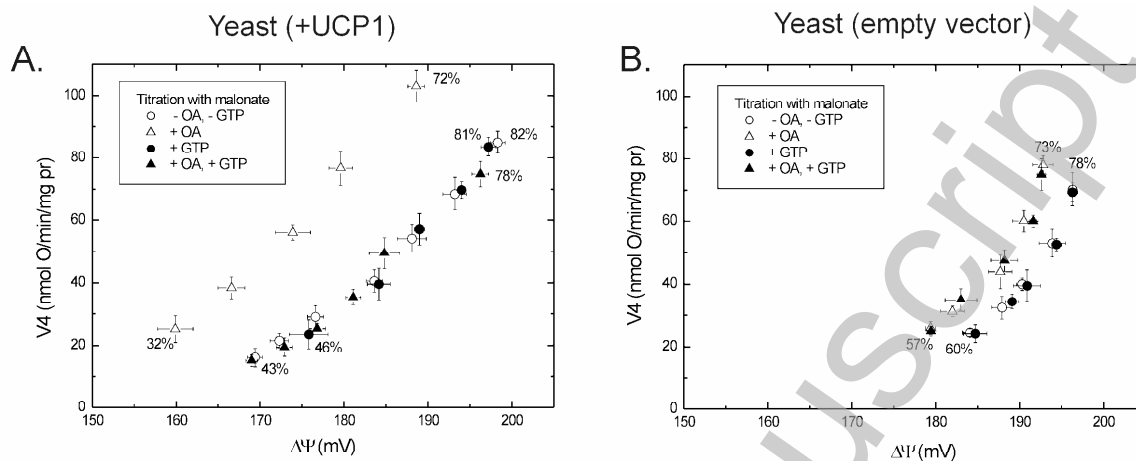 Yeast (+UCP1)
Yeast (empty vector)
A.
V4 (nmol O/min/mg pr)
100
80
60
40
20
0
150
160
170
180
190
200
ΔΨ (mV)
Titration with malonate
- OA, - GTP
+ OA
+ GTP
+ OA, + GTP
72%
81%
82%
78%
32%
43%
46%
B.
V4 (nmol O/min/mg pr)
100
80
60
40
20
0
150
160
170
180
190
200
ΔΨ (mV)
Titration with malonate
- OA, - GTP
+ OA
+ GTP
+ OA, + GTP
73%
78%
57%
60%
uscript